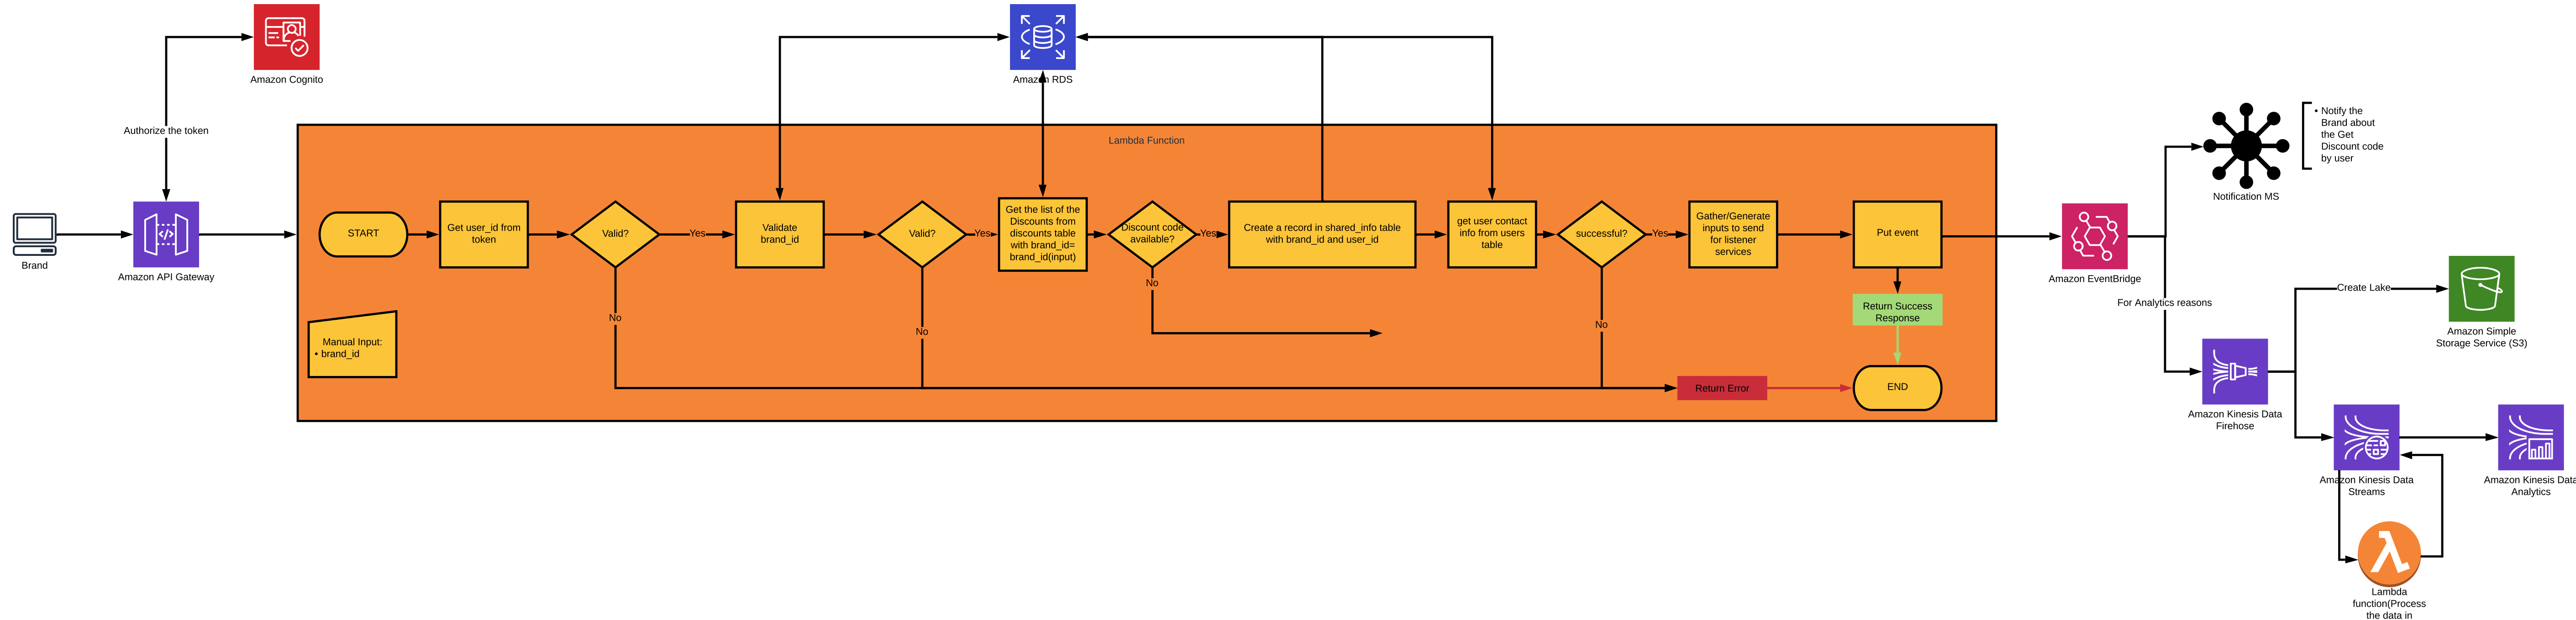 Amazon Cognito
Amazon RDS
Authorize the token
Lambda Function
• Notify the
Brand about
the Get
Discount code
by user
Notification MS
Brand
Amazon API Gateway
START
Get user_id from
token
Valid?
Yes
No
Validate
brand_id
Valid?
Yes
No
Get the list of the
Discounts from
discounts table
with brand_id=
brand_id(input)
Discount code
available?
Yes
No
Create a record in shared_info table
with brand_id and user_id
get user contact
info from users
table
successful?
Yes
No
Gather/Generate
inputs to send
for listener
services
Put event
Return Success
Response
Return Error
END
Manual Input:
• brand_id
Amazon EventBridge
For Analytics reasons
Create Lake
Amazon Simple
Storage Service (S3)
Amazon Kinesis Data
Firehose
Amazon Kinesis Data
Streams
Amazon Kinesis Data
Analytics
Lambda
function(Process
the data in